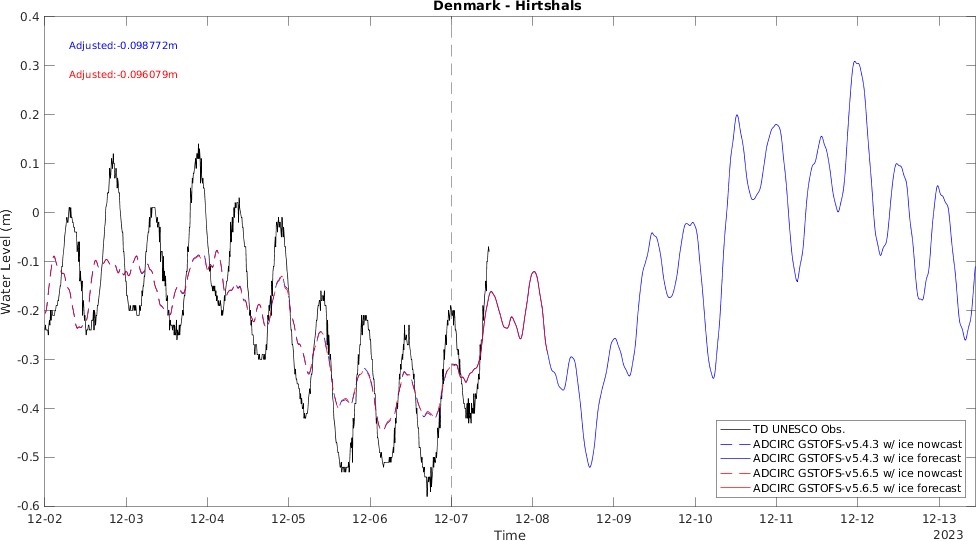 Denmark - Hirtshals
0.4
0.3
0.2
0.1
0
-0.1
-0.2
-0.3
-0.4
-0.5
-0.6
Water Level (m)
Adjusted:-0.098772m
Adjusted:-0.096079m
TD UNESCO Obs.
ADCIRC GSTOFS-v5.4.3 w/ ice nowcast
ADCIRC GSTOFS-v5.4.3 w/ ice forecast
ADCIRC GSTOFS-v5.6.5 w/ ice nowcast
ADCIRC GSTOFS-v5.6.5 w/ ice forecast
12-02 12-03 12-04 12-05 12-06 12-07 12-08 12-09 12-10 12-11 12-12 12-13
Time
2023